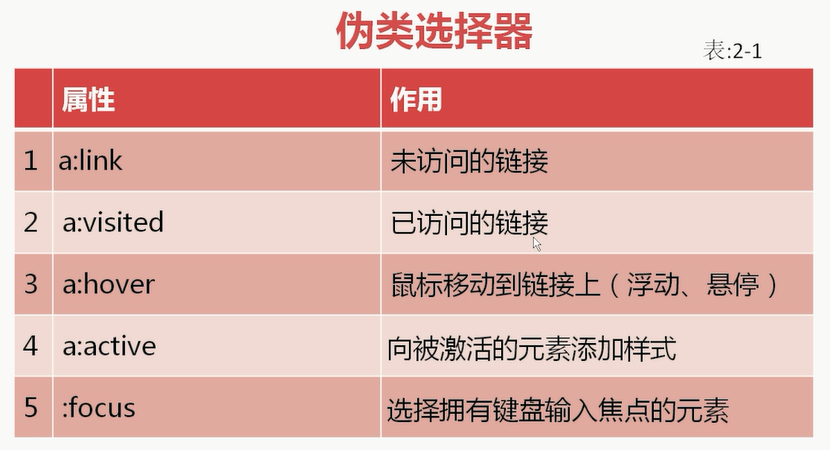 伪类选择器
表:2-1
属性 作用
1 a:link 未访问的链接
2 a:visited 已访问的链接
3 a:hover 鼠标移动到链接上（浮动、悬停）
4 a:active 向被激活的元素添加样式
5 :focus 选择拥有键盘输入焦点的元素